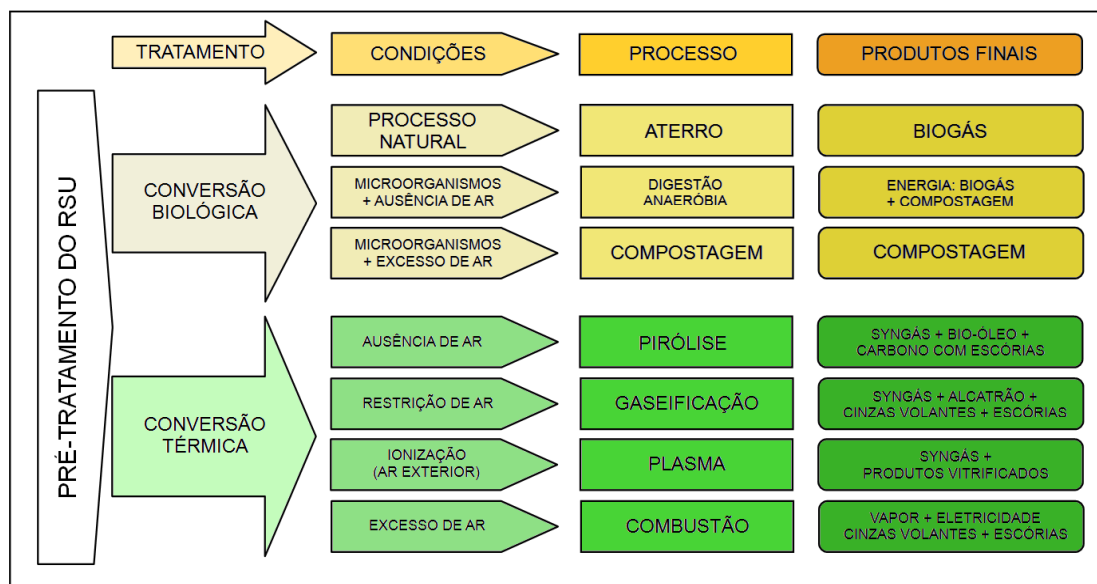 TRATAMENTO
CONDIÇÕES
PROCESSO
PRODUTOS FINAIS
PRÉ-TRATAMENTO DO RSU
CONVERSÃO
BIOLÓGICA
PROCESSO
NATURAL
ATERRO
BIOGÁS
MICROORGANISMOS
+ AUSÊNCIA DE AR
DIGESTÃO
ANAERÓBIA
ENERGIA: BIOGÁS
+ COMPOSTAGEM
MICROORGANISMOS
+ EXCESSO DE AR
COMPOSTAGEM
COMPOSTAGEM
CONVERSÃO
TÉRMICA
AUSÊNCIA DE AR
PIRÓLISE
SYNGÁS + BIO-ÓLEO +
CARBONO COM ESCÓRIAS
RESTRIÇÃO DE AR
GASEIFICAÇÃO
SYNGÁS + ALCATRÃO +
CINZAS VOLANTES + ESCÓRIAS
IONIZAÇÃO
(AR EXTERIOR)
PLASMA
SYNGÁS +
PRODUTOS VITRIFICADOS
EXCESSO DE AR
COMBUSTÃO
VAPOR + ELETRICIDADE
CINZAS VOLANTES + ESCÓRIAS